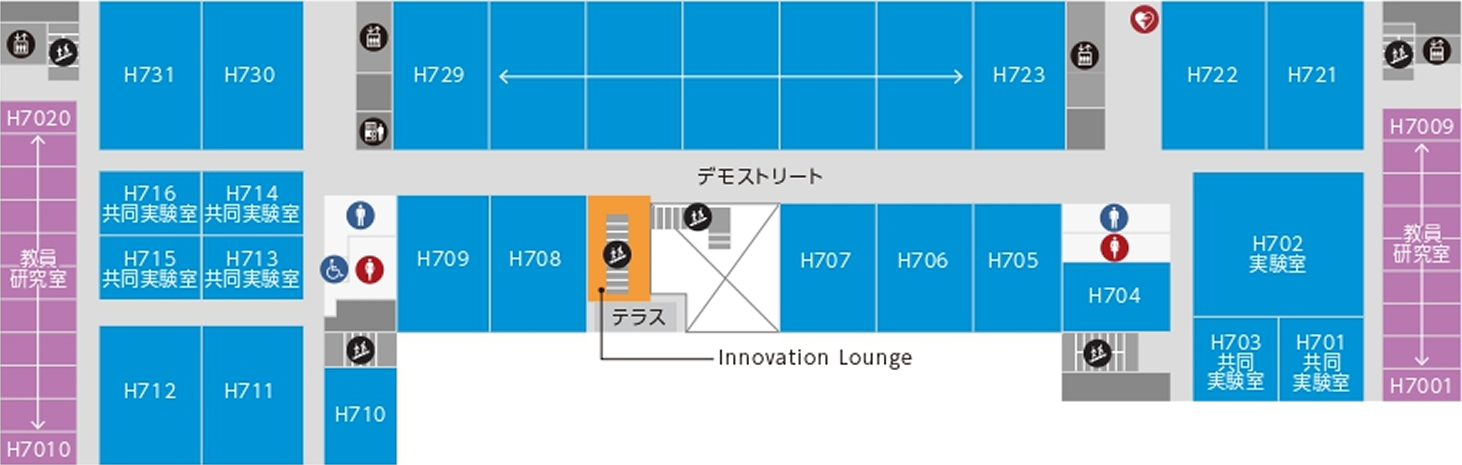 H731
H730
H729
H723
H722
H721
H7020
H7009
デモストリート
H716
共同実験室
H714
共同実験室
H715
共同実験室
H713
共同実験室
教員
研究室
H709
H708
H707
H706
H705
H704
H702
実験室
教員
研究室
テラス
Innovation Lounge
H703
共同
実験室
H701
共同
実験室
H7001
H712
H711
H710
H7010